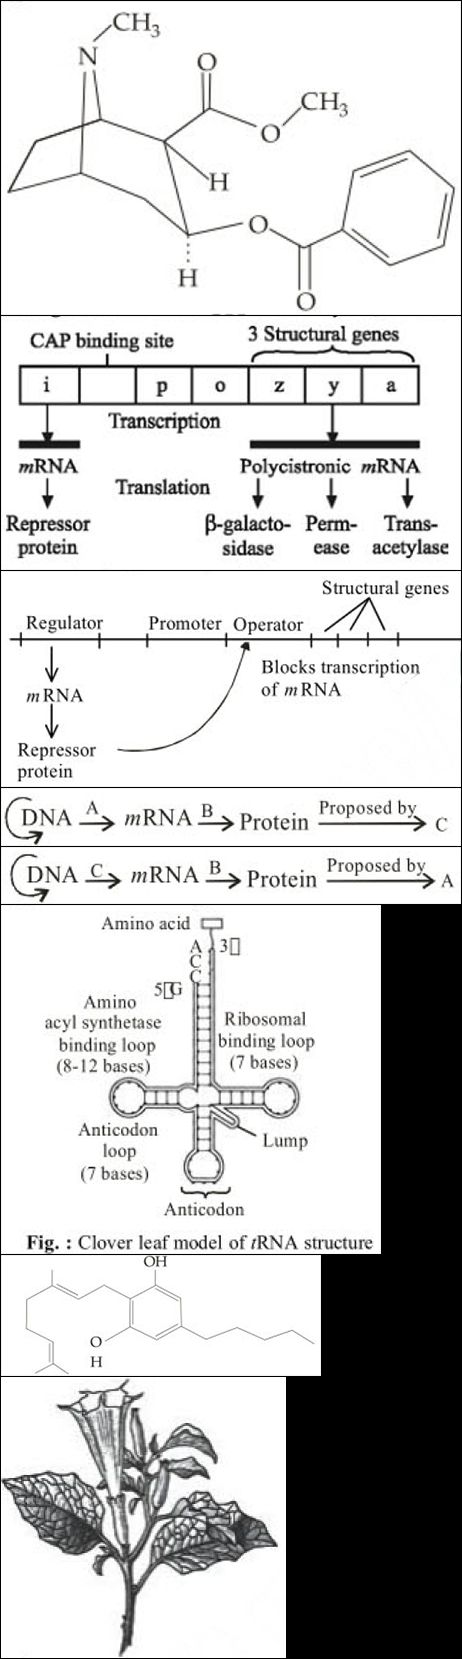 CH₃
N
O
O
CH₃
H
O
O
H
CAP binding site
3 Structural genes
i p o z y a
Transcription
mRNA
Polycistronic mRNA
Translation
Repressor protein
β-galacto-sidase
Perm-ease
Trans-acetylase
Structural genes
Regulator Promoter Operator
Blocks transcription
of mRNA
mRNA
Repressor
protein
DNA A mRNA B Protein Proposed by C
DNA C mRNA B Protein Proposed by A
Amino acid
A 3
C
C
5 G
Amino
acyl synthetase
binding loop
(8-12 bases)
Ribosomal
binding loop
(7 bases)
Anticodon
loop
(7 bases)
Lump
Anticodon
Fig. : Clover leaf model of tRNA structure
OH
O
H